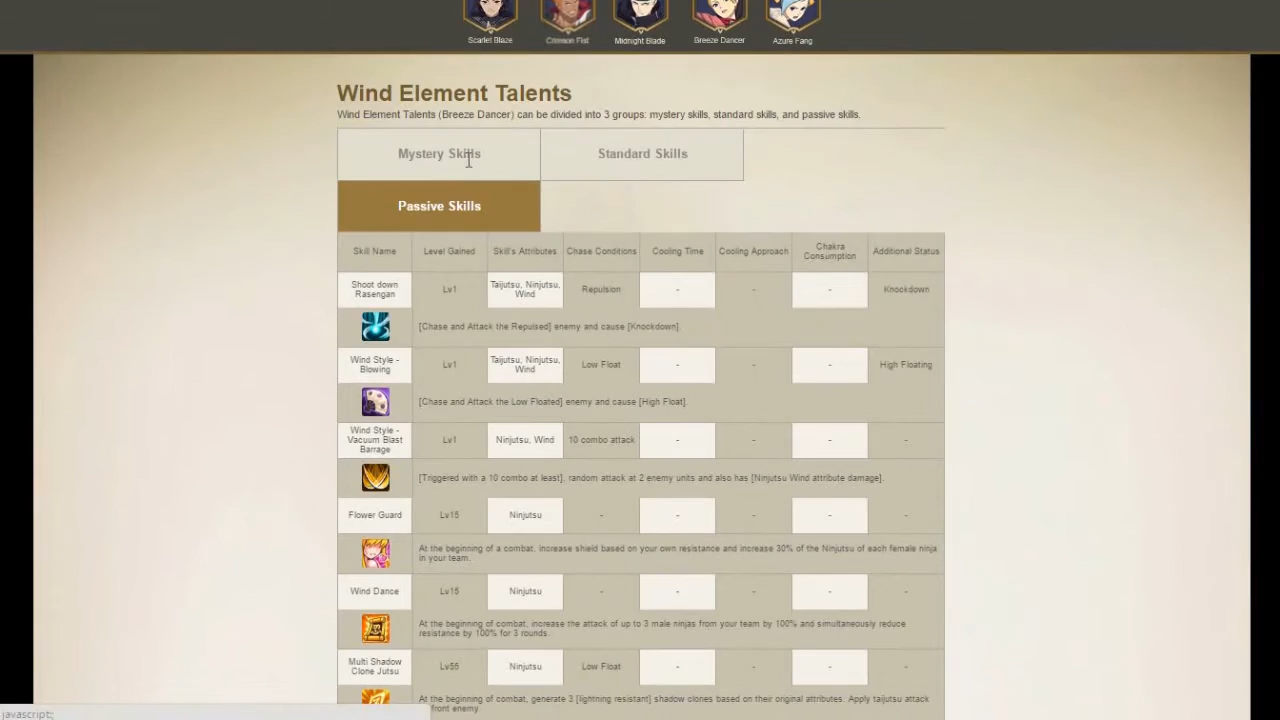 Scarlet Blaze
Crimson Fist
Midnight Blade
Breeze Dancer
Azure Fang
Wind Element Talents
Wind Element Talents (Breeze Dancer) can be divided into 3 groups: mystery skills, standard skills, and passive skills.
Mystery Skills
Standard Skills
Passive Skills
Skill Name
Level Gained
Skill's Attributes
Chase Conditions
Cooling Time
Cooling Approach
Chakra
Consumption
Additional Status
Shoot down
Rasengan
Lv1
Taijutsu, Ninjutsu,
Wind
Repulsion
-
-
-
Knockdown
[Chase and Attack the Repulsed] enemy and cause [Knockdown].
Wind Style -
Blowing
Lv1
Taijutsu, Ninjutsu,
Wind
Low Float
-
-
-
High Floating
[Chase and Attack the Low Floated] enemy and cause [High Float].
Wind Style -
Vacuum Blast
Barrage
Lv1
Ninjutsu, Wind
10 combo attack
-
-
-
-
[Triggered with a 10 combo at least], random attack at 2 enemy units and also has [Ninjutsu Wind attribute damage].
Flower Guard
Lv15
Ninjutsu
-
-
-
-
-
At the beginning of a combat, increase shield based on your own resistance and increase 30% of the Ninjutsu of each female ninja
in your team.
Wind Dance
Lv15
Ninjutsu
-
-
-
-
-
At the beginning of combat, increase the attack of up to 3 male ninjas from your team by 100% and simultaneously reduce
resistance by 100% for 3 rounds.
Multi Shadow
Clone Jutsu
Lv55
Ninjutsu
Low Float
-
-
-
-
At the beginning of combat, generate 3 [lightning resistant] shadow clones based on their original attributes. Apply taijutsu attack
front enemy
javascript:;